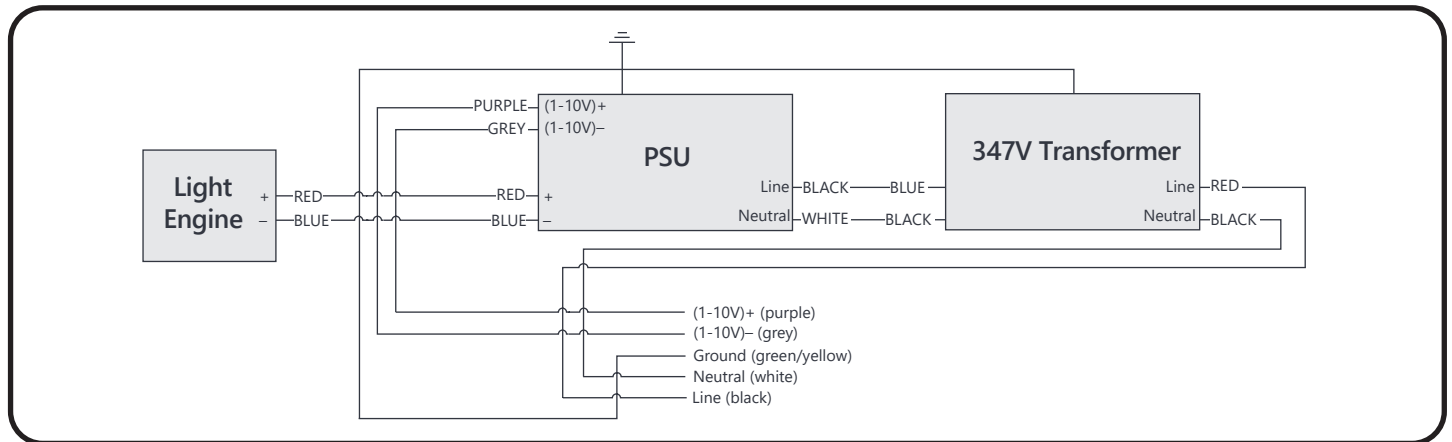 PURPLE (1-10V)+
GREY (1-10V)–
PSU
347V Transformer
Light
Engine
+ RED RED +
– BLUE BLUE –
Line BLACK BLUE
Neutral WHITE BLACK
Line RED
Neutral BLACK
(1-10V)+ (purple)
(1-10V)– (grey)
Ground (green/yellow)
Neutral (white)
Line (black)